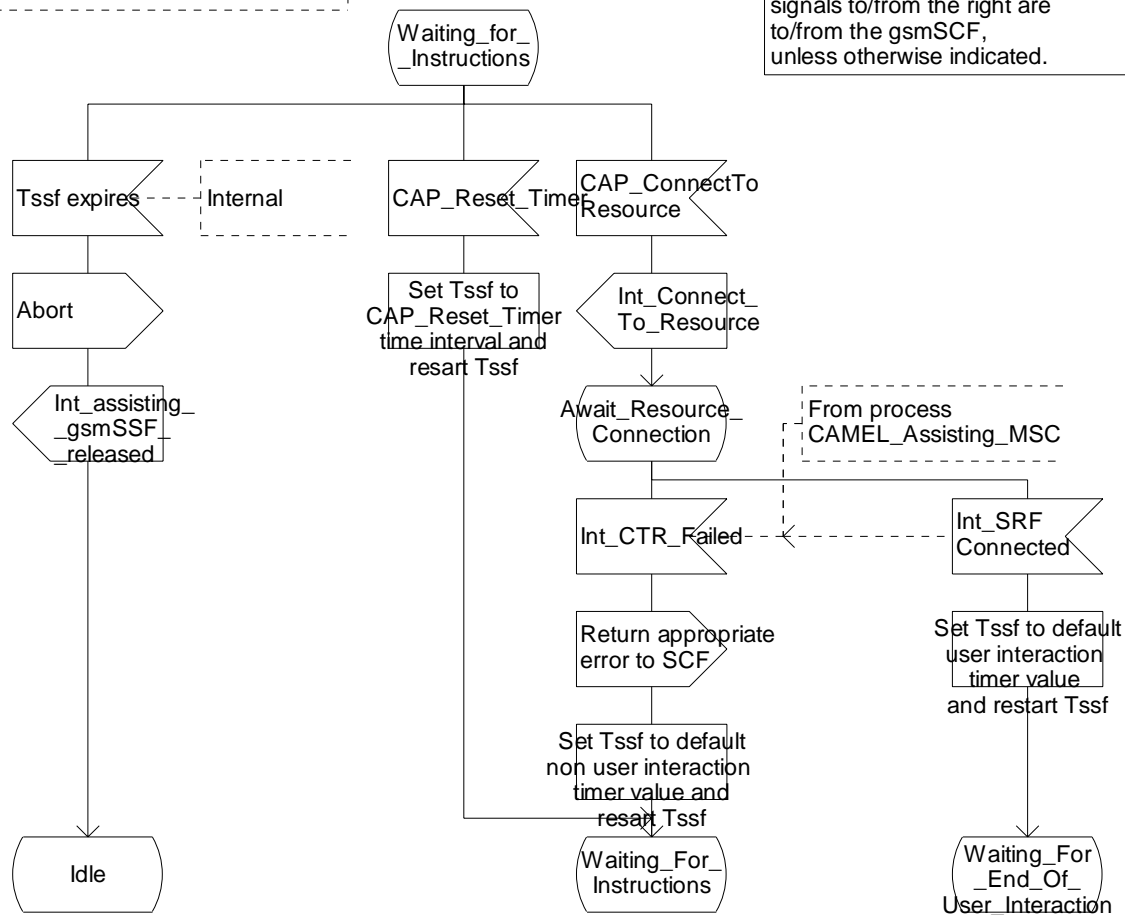 signals to/from the right are
to/from the gsmSCF,
unless otherwise indicated.
Waiting_for_
_Instructions
Tssf expires
Internal
CAP_Reset_Timer
CAP_ConnectTo
Resource
Abort
Set Tssf to
CAP_Reset_Timer
time interval and
resart Tssf
Int_Connect_
To_Resource
Int_assisting_
_gsmSSF_
_released
Await_Resource_
Connection
From process
CAMEL_Assisting_MSC
Int_CTR_Failed
Int_SRF
Connected
Return appropriate
error to SCF
Set Tssf to default
user interaction
timer value
and restart Tssf
Set Tssf to default
non user interaction
timer value and
resart Tssf
Idle
Waiting_For_
Instructions
Waiting_For
_End_Of_
User_Interaction